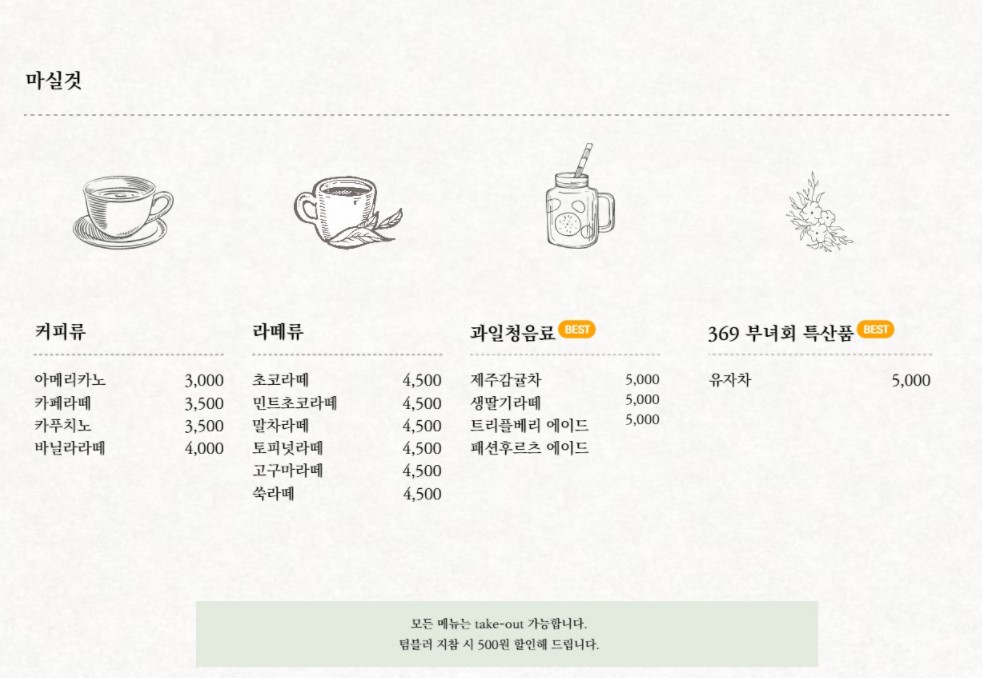 마실것
커피류
아메리카노 3,000
카페라떼 3,500
카푸치노 3,500
바닐라라떼 4,000
라떼류
초코라떼 4,500
민트초코라떼 4,500
말차라떼 4,500
토피넛라떼 4,500
고구마라떼 4,500
쑥라떼 4,500
과일청음료 BEST
제주감귤차 5,000
생딸기라떼 5,000
트리플베리 에이드 5,000
패션후르츠 에이드
369 부녀회 특산품 BEST
유자차 5,000
모든 메뉴는 take-out 가능합니다.
텀블러 지참 시 500원 할인해 드립니다.